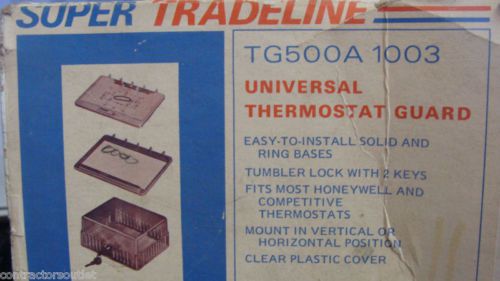 SUPER TRADELINE
TG500A 1003
UNIVERSAL
THERMOSTAT GUARD
EASY-TO-INSTALL SOLID AND
RING BASES
TUMBLER LOCK WITH 2 KEYS
FITS MOST HONEYWELL AND
COMPETITIVE
THERMOSTATS
MOUNT IN VERTICAL OR
HORIZONTAL POSITION
CLEAR PLASTIC COVER
contractorsoutlet